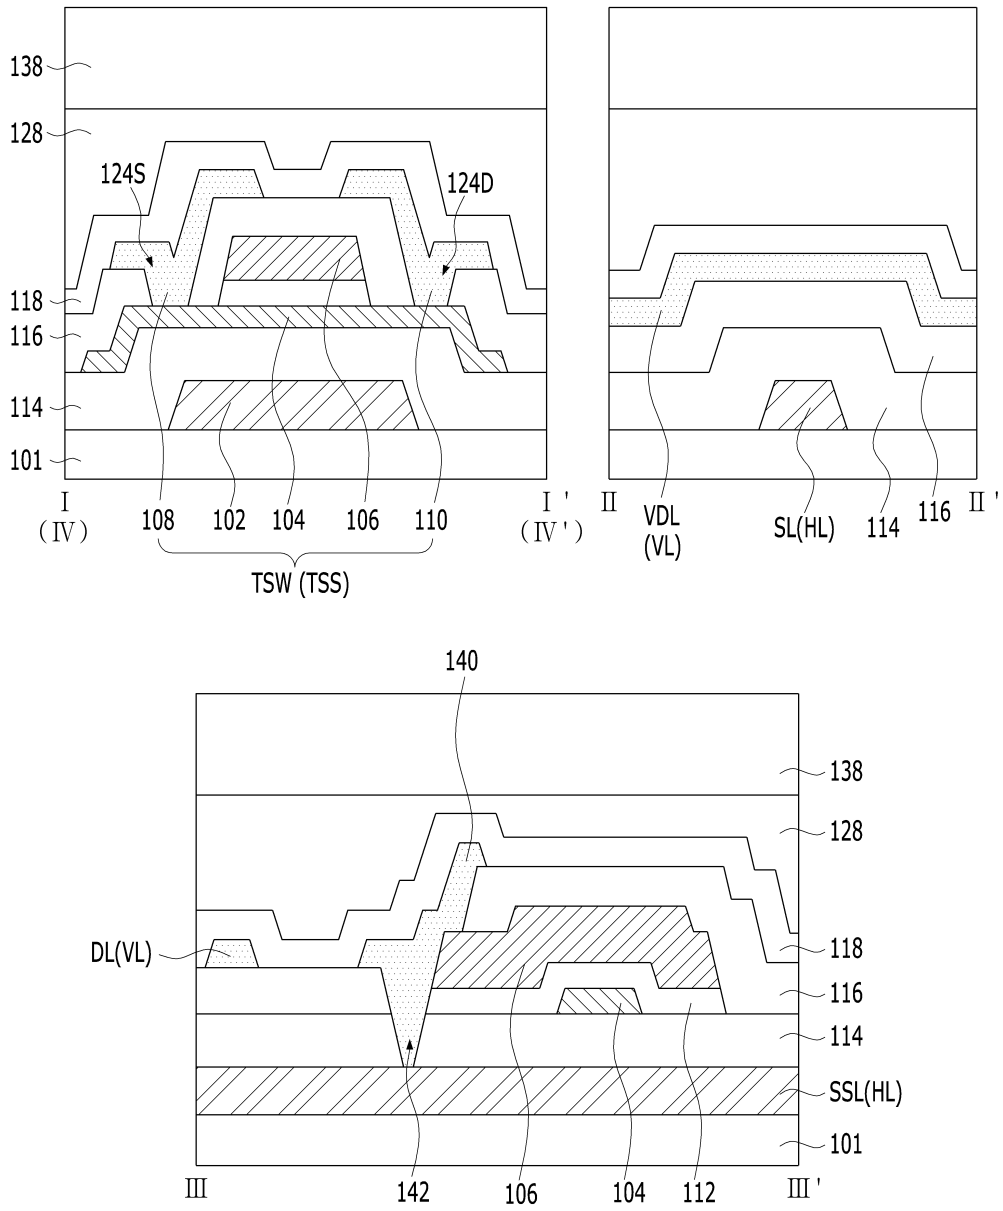 138
128
124S
124D
118
116
114
101
I
I'
(IV)
(IV')
108
102
104
106
110
TSW (TSS)
II
II'
VDL
(VL)
SL(HL)
114
116
140
138
128
DL(VL)
118
116
114
SSL(HL)
101
III
III'
142
106
104
112